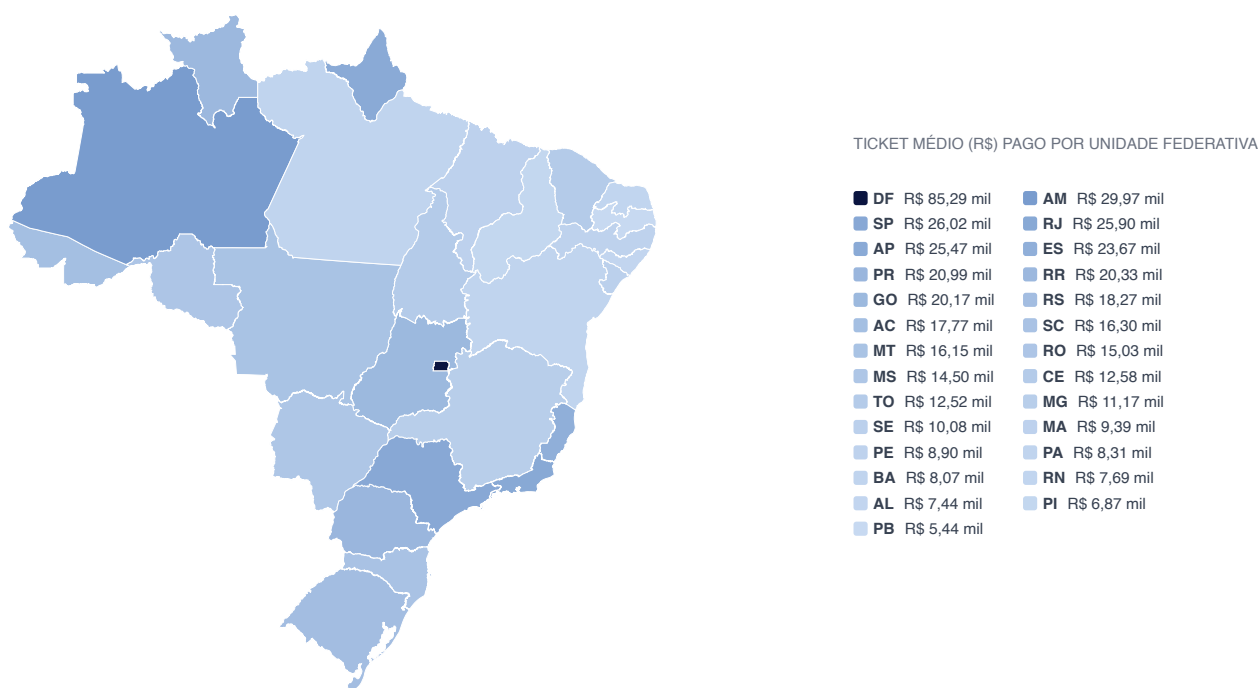 TICKET MÉDIO (R$) PAGO POR UNIDADE FEDERATIVA
DF R$ 85,29 mil AM R$ 29,97 mil
SP R$ 26,02 mil RJ R$ 25,90 mil
AP R$ 25,47 mil ES R$ 23,67 mil
PR R$ 20,99 mil RR R$ 20,33 mil
GO R$ 20,17 mil RS R$ 18,27 mil
AC R$ 17,77 mil SC R$ 16,30 mil
MT R$ 16,15 mil RO R$ 15,03 mil
MS R$ 14,50 mil CE R$ 12,58 mil
TO R$ 12,52 mil MG R$ 11,17 mil
SE R$ 10,08 mil MA R$ 9,39 mil
PE R$ 8,90 mil PA R$ 8,31 mil
BA R$ 8,07 mil RN R$ 7,69 mil
AL R$ 7,44 mil PI R$ 6,87 mil
PB R$ 5,44 mil